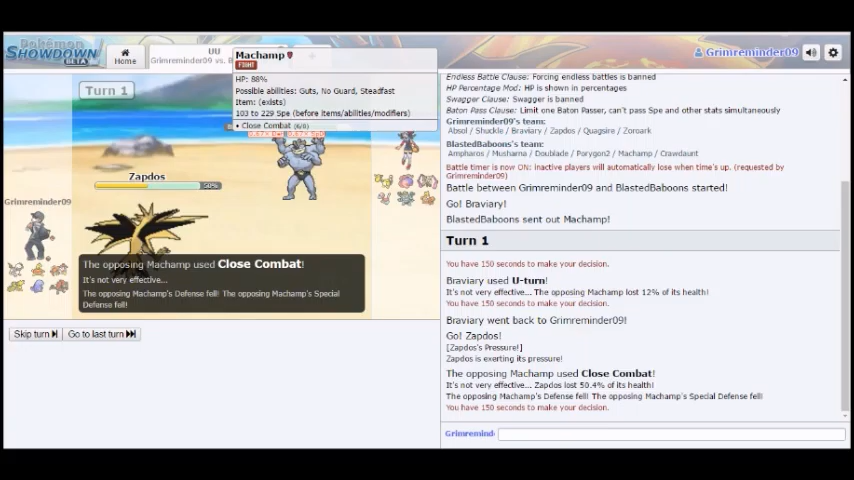 Pokémon
SHOWDOWN
BETA
Home
UU
Grimreminder09 vs. B
Grimreminder09
Machamp
FIGHT
HP: 88%
Possible abilities: Guts, No Guard, Steadfast
Item: (exists)
103 to 229 Spe (before items/abilities/modifiers)
• Close Combat (6/8)
Turn 1
0.67× Def 0.67× SpD
Zapdos
50%
Grimreminder09
The opposing Machamp used Close Combat!
It's not very effective...
The opposing Machamp's Defense fell! The opposing Machamp's Special
Defense fell!
Skip turn
Go to last turn
Endless Battle Clause: Forcing endless battles is banned
HP Percentage Mod: HP is shown in percentages
Swagger Clause: Swagger is banned
Baton Pass Clause: Limit one Baton Passer, can't pass Spe and other stats simultaneously
Grimreminder09's team:
Absol / Shuckle / Braviary / Zapdos / Quagsire / Zoroark
BlastedBaboons's team:
Ampharos / Musharna / Doublade / Porygon2 / Machamp / Crawdaunt
Battle timer is now ON: inactive players will automatically lose when time's up. (requested by
Grimreminder09)
Battle between Grimreminder09 and BlastedBaboons started!
Go! Braviary!
BlastedBaboons sent out Machamp!
Turn 1
You have 150 seconds to make your decision.
Braviary used U-turn!
It's not very effective... The opposing Machamp lost 12% of its health!
You have 150 seconds to make your decision.
Braviary went back to Grimreminder09!
Go! Zapdos!
[Zapdos's Pressure!]
Zapdos is exerting its pressure!
The opposing Machamp used Close Combat!
It's not very effective... Zapdos lost 50.4% of its health!
The opposing Machamp's Defense fell! The opposing Machamp's Special Defense fell!
You have 150 seconds to make your decision.
Grimremind